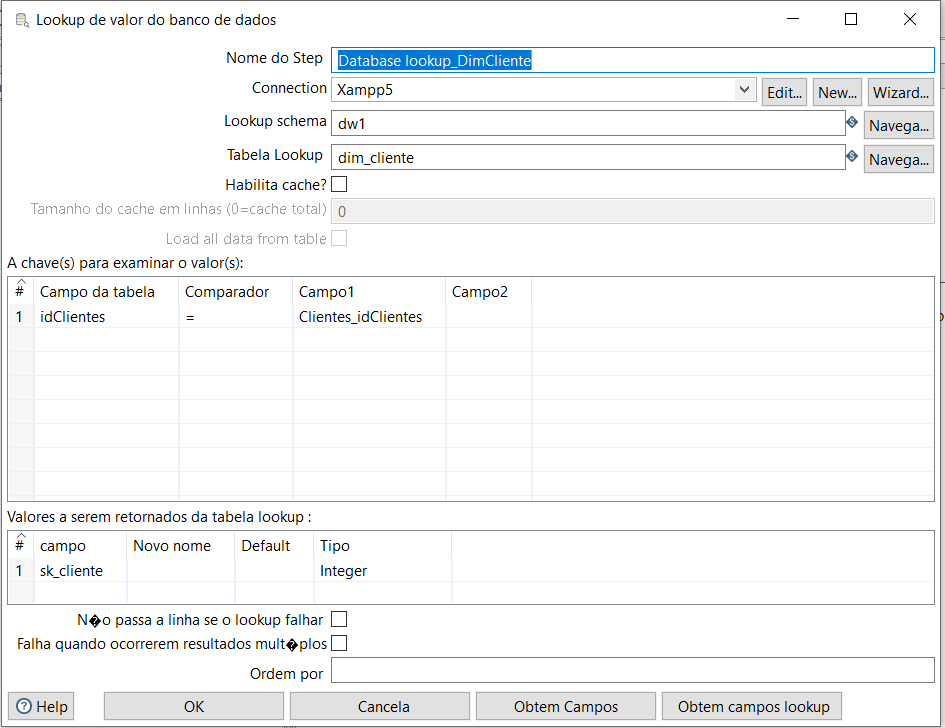 Lookup de valor do banco de dados
Nome do Step Database lookup_DimCliente
Connection Xampp5 Edit... New... Wizard...
Lookup schema dw1 Navega...
Tabela Lookup dim_cliente Navega...
Habilita cache?
Tamanho do cache em linhas (0=cache total) 0
Load all data from table
A chave(s) para examinar o valor(s):
# Campo da tabela Comparador Campo1 Campo2
1 idClientes = Clientes_idClientes
Valores a serem retornados da tabela lookup :
# campo Novo nome Default Tipo
1 sk_cliente Integer
N�o passa a linha se o lookup falhar
Falha quando ocorrerem resultados mult�plos
Ordem por
Help OK Cancela Obtem Campos Obtem campos lookup